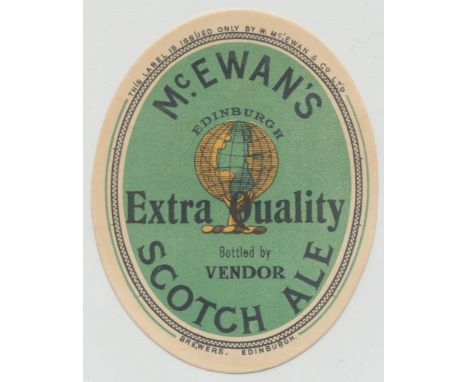 THIS LABEL IS ISSUED ONLY BY W. McEWAN & CO. LTD.
McEWAN'S
EDINBURGH
Extra Quality
Bottled by
VENDOR
SCOTCH ALE
BREWERS, EDINBURGH.